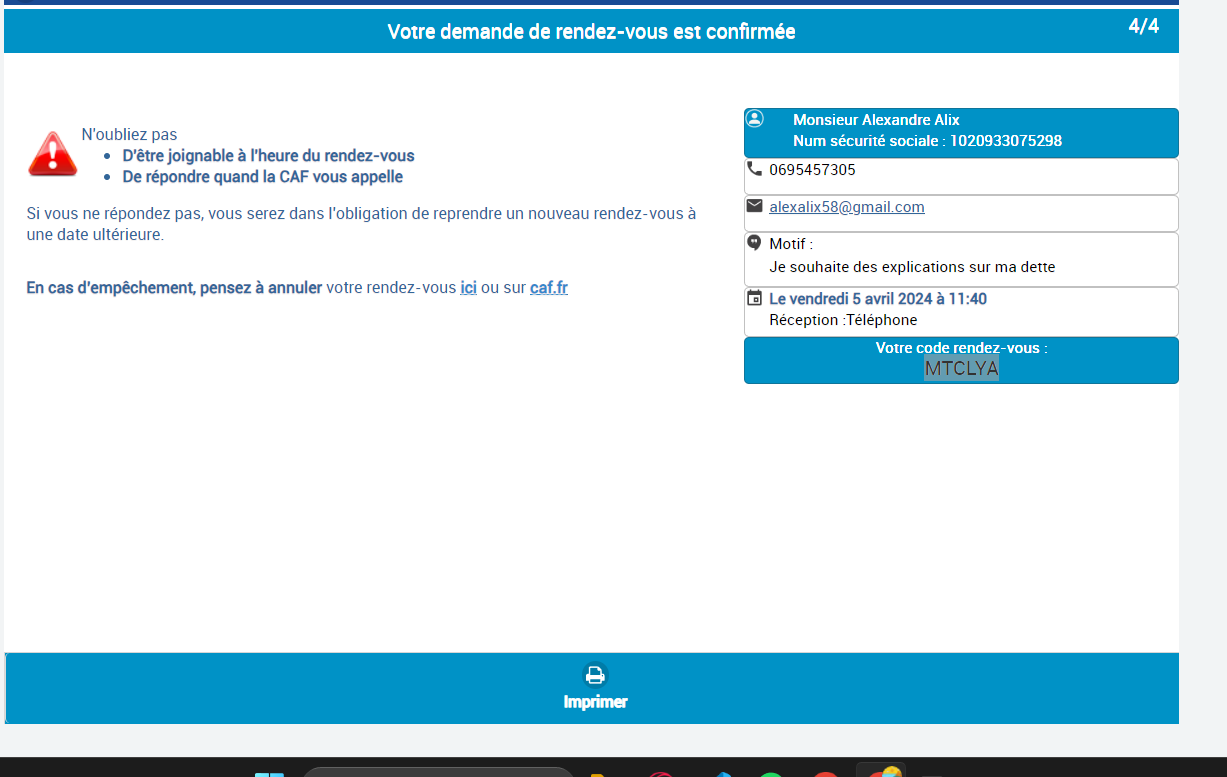 Votre demande de rendez-vous est confirmée
4/4
N'oubliez pas
D'être joignable à l'heure du rendez-vous
De répondre quand la CAF vous appelle
Si vous ne répondez pas, vous serez dans l'obligation de reprendre un nouveau rendez-vous à
une date ultérieure.
En cas d'empêchement, pensez à annuler votre rendez-vous ici ou sur caf.fr
Monsieur Alexandre Alix
Num sécurité sociale : 1020933075298
0695457305
alexalix58@gmail.com
Motif :
Je souhaite des explications sur ma dette
Le vendredi 5 avril 2024 à 11:40
Réception :Téléphone
Votre code rendez-vous :
MTCLYA
Imprimer